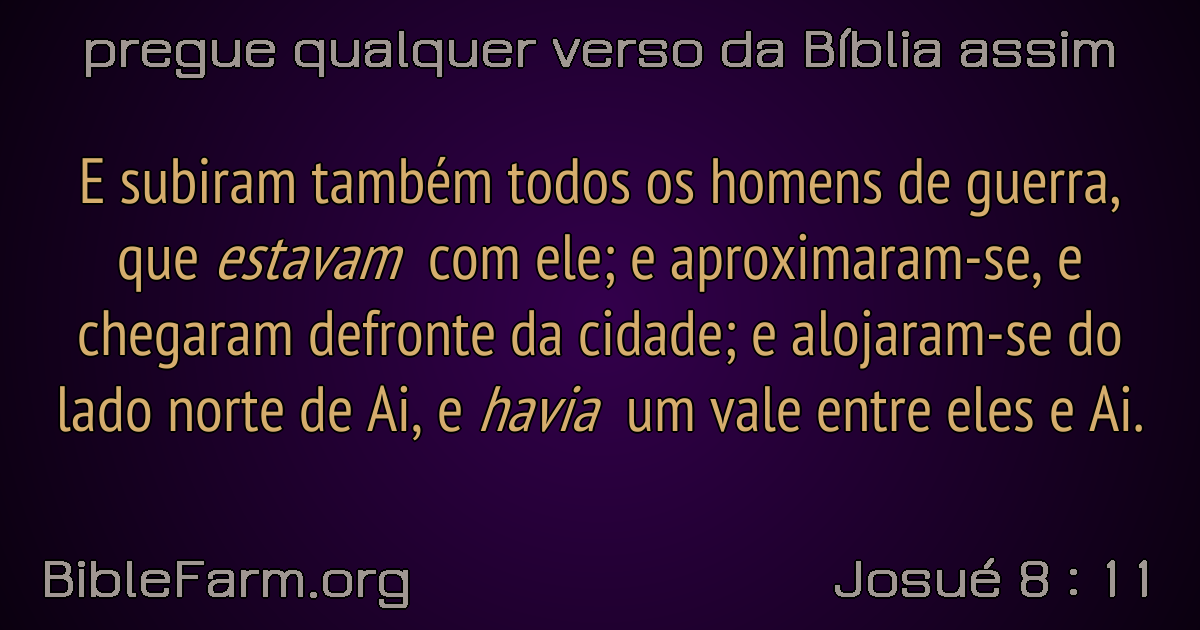 pregue qualquer verso da Bíblia assim
E subiram também todos os homens de guerra,
que estavam com ele; e aproximaram-se, e
chegaram defronte da cidade; e alojaram-se do
lado norte de Ai, e havia um vale entre eles e Ai.
BibleFarm.org
Josué 8 : 11